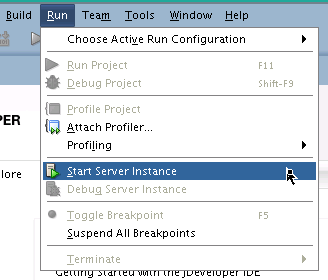 Build Run Team Tools Window Help
Choose Active Run Configuration
Run Project F11
Debug Project Shift-F9
Profile Project
PER
Attach Profiler...
Profiling
Start Server Instance
lore
Debug Server Instance
Toggle Breakpoint F5
Suspend All Breakpoints
Terminate
Getting Started with the JDeveloper IDE